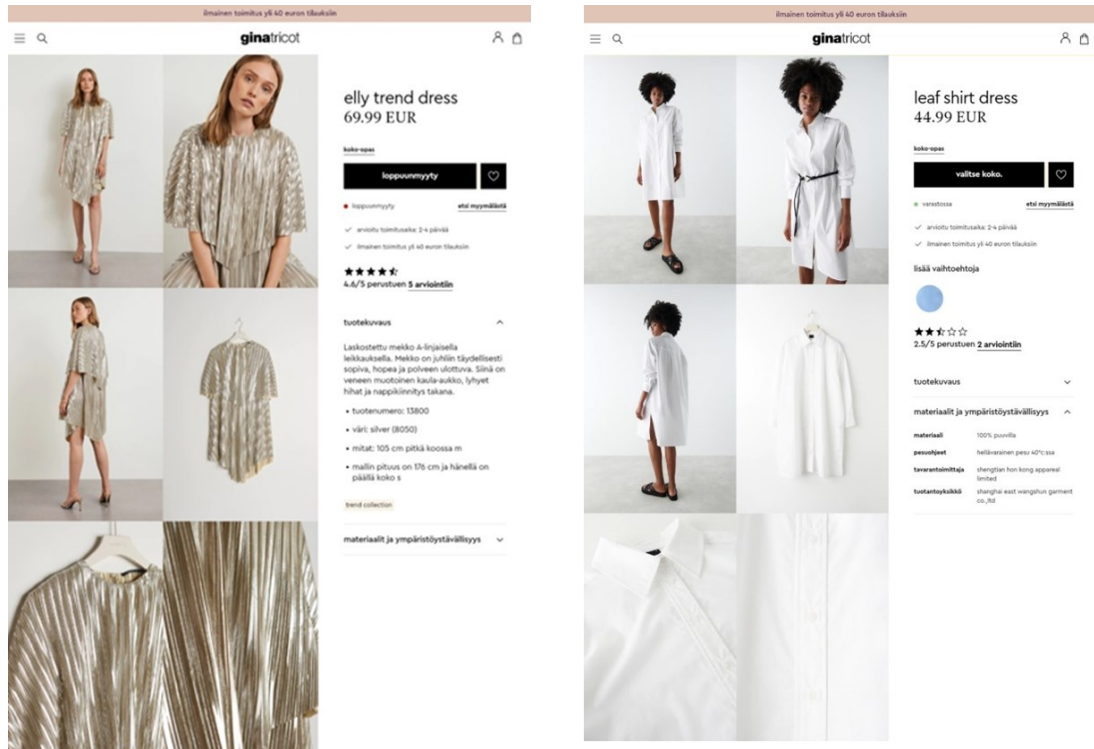 ilmainen toimitus yli 40 euron tilauksiin
ginatricot
elly trend dress
69.99 EUR
koko-opas
loppuunmyyty
loppuunmyyty
etsi myymälästä
arvioitu toimitusaika: 2-4 päivää
ilmainen toimitus yli 40 euron tilauksiin
4.6/5 perustuen 5 arviointiin
tuotekuvaus
Laskostettu mekko A-linjaisella
leikkauksella. Mekko on juhliin täydellisesti
sopiva, hopea ja polveen ulottuva. Siinä on
veneen muotoinen kaula-aukko, lyhyet
hihat ja nappikiinnitys takana.
• tuotenumero: 13800
• väri: silver (8050)
• mitat: 105 cm pitkä koossa m
• mallin pituus on 176 cm ja hänellä on
päällä koko s
trend collection
materiaalit ja ympäristöystävällisyys
ilmainen toimitus yli 40 euron tilauksiin
ginatricot
leaf shirt dress
44.99 EUR
koko-opas
valitse koko.
varastossa
etsi myymälästä
arvioitu toimitusaika: 2-4 päivää
ilmainen toimitus yli 40 euron tilauksiin
lisää vaihtoehtoja
2.5/5 perustuen 2 arviointiin
tuotekuvaus
materiaalit ja ympäristöystävällisyys
materiaali 100% puuvilla
pesuohjeet hellävarainen pesu 40°c:ssa
tavarantoimittaja shengtian hon kong appareal
limited
tuotantoyksikkö shanghai east wangshun garment
co.,ltd